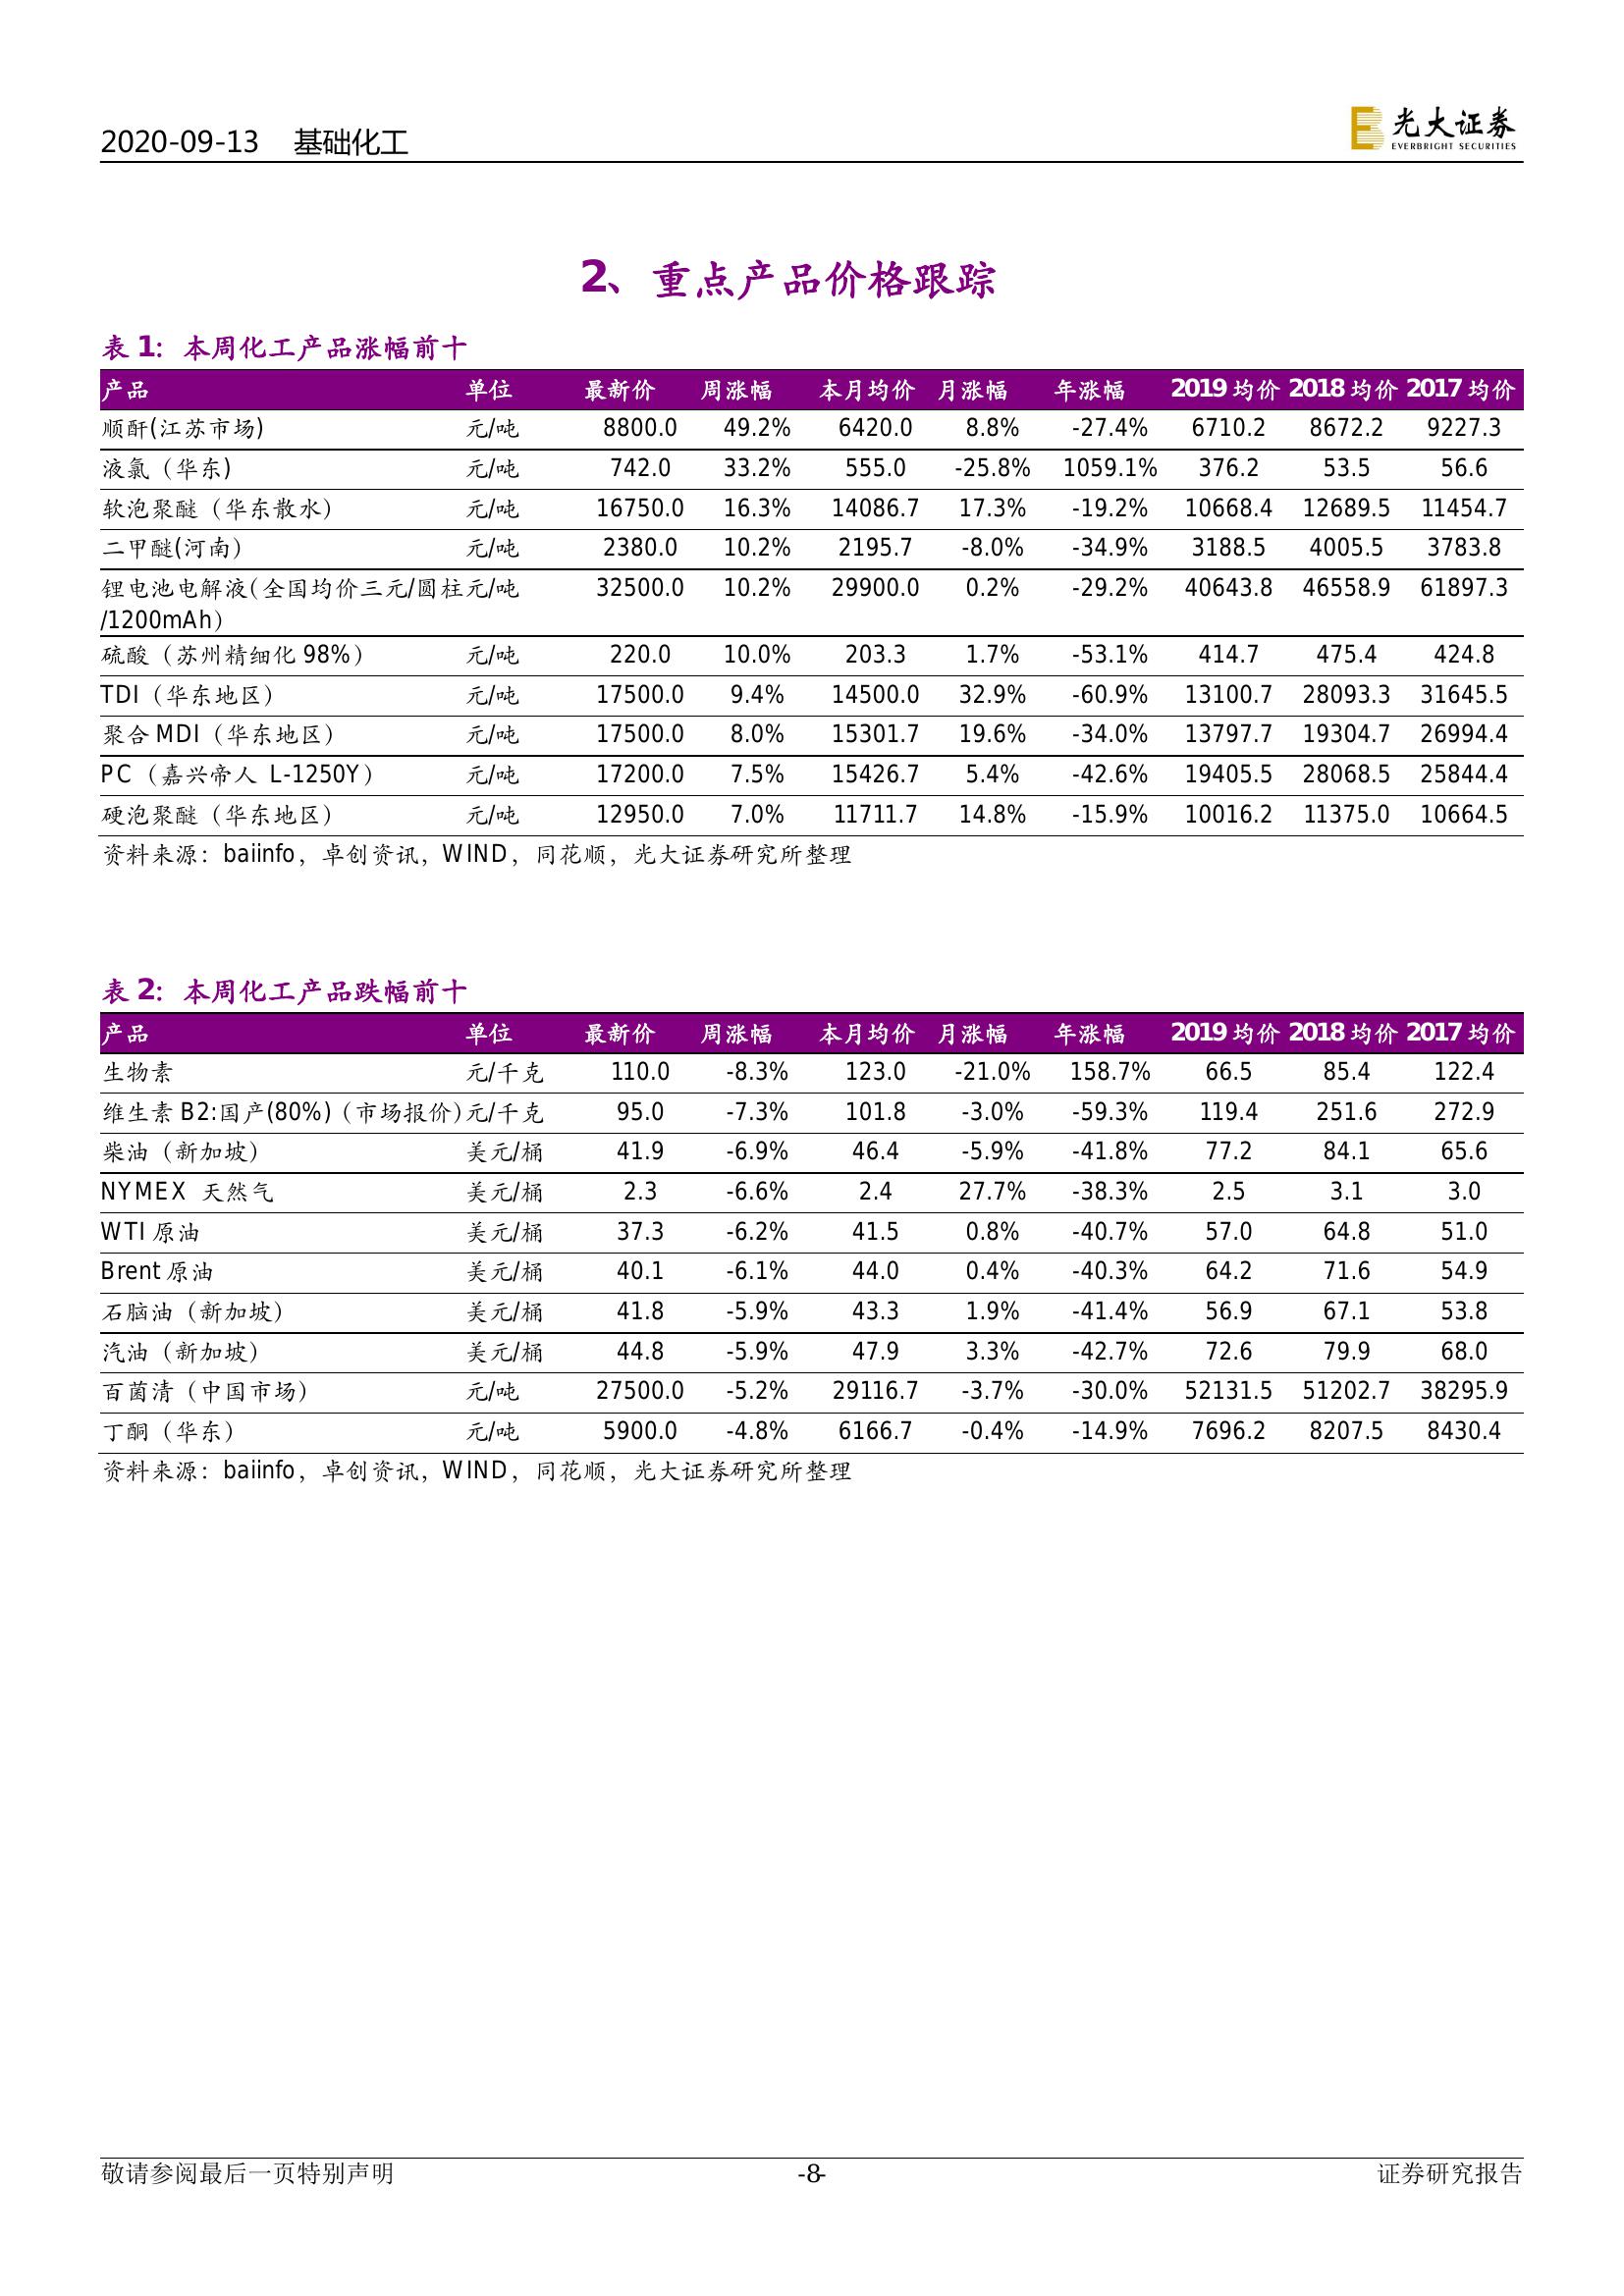 2020-09-13 基础化工
光大证券
EVERBRIGHT SECURITIES
2、重点产品价格跟踪
表 1：本周化工产品涨幅前十
产品 单位 最新价 周涨幅 本月均价 月涨幅 年涨幅 2019 均价 2018 均价 2017 均价
顺酐(江苏市场) 元/吨 8800.0 49.2% 6420.0 8.8% -27.4% 6710.2 8672.2 9227.3
液氯（华东) 元/吨 742.0 33.2% 555.0 -25.8% 1059.1% 376.2 53.5 56.6
软泡聚醚（华东散水） 元/吨 16750.0 16.3% 14086.7 17.3% -19.2% 10668.4 12689.5 11454.7
二甲醚(河南） 元/吨 2380.0 10.2% 2195.7 -8.0% -34.9% 3188.5 4005.5 3783.8
锂电池电解液(全国均价三元/圆柱 元/吨 32500.0 10.2% 29900.0 0.2% -29.2% 40643.8 46558.9 61897.3
/1200mAh）
硫酸（苏州精细化 98%） 元/吨 220.0 10.0% 203.3 1.7% -53.1% 414.7 475.4 424.8
TDI（华东地区） 元/吨 17500.0 9.4% 14500.0 32.9% -60.9% 13100.7 28093.3 31645.5
聚合 MDI（华东地区） 元/吨 17500.0 8.0% 15301.7 19.6% -34.0% 13797.7 19304.7 26994.4
PC（嘉兴帝人 L-1250Y） 元/吨 17200.0 7.5% 15426.7 5.4% -42.6% 19405.5 28068.5 25844.4
硬泡聚醚（华东地区） 元/吨 12950.0 7.0% 11711.7 14.8% -15.9% 10016.2 11375.0 10664.5
资料来源：baiinfo，卓创资讯，WIND，同花顺，光大证券研究所整理
表 2：本周化工产品跌幅前十
产品 单位 最新价 周涨幅 本月均价 月涨幅 年涨幅 2019 均价 2018 均价 2017 均价
生物素 元/千克 110.0 -8.3% 123.0 -21.0% 158.7% 66.5 85.4 122.4
维生素 B2:国产(80%)（市场报价) 元/千克 95.0 -7.3% 101.8 -3.0% -59.3% 119.4 251.6 272.9
柴油（新加坡） 美元/桶 41.9 -6.9% 46.4 -5.9% -41.8% 77.2 84.1 65.6
NYMEX 天然气 美元/桶 2.3 -6.6% 2.4 27.7% -38.3% 2.5 3.1 3.0
WTI 原油 美元/桶 37.3 -6.2% 41.5 0.8% -40.7% 57.0 64.8 51.0
Brent 原油 美元/桶 40.1 -6.1% 44.0 0.4% -40.3% 64.2 71.6 54.9
石脑油（新加坡） 美元/桶 41.8 -5.9% 43.3 1.9% -41.4% 56.9 67.1 53.8
汽油（新加坡） 美元/桶 44.8 -5.9% 47.9 3.3% -42.7% 72.6 79.9 68.0
百菌清（中国市场） 元/吨 27500.0 -5.2% 29116.7 -3.7% -30.0% 52131.5 51202.7 38295.9
丁酮（华东） 元/吨 5900.0 -4.8% 6166.7 -0.4% -14.9% 7696.2 8207.5 8430.4
资料来源：baiinfo，卓创资讯，WIND，同花顺，光大证券研究所整理
敬请参阅最后一页特别声明 -8- 证券研究报告